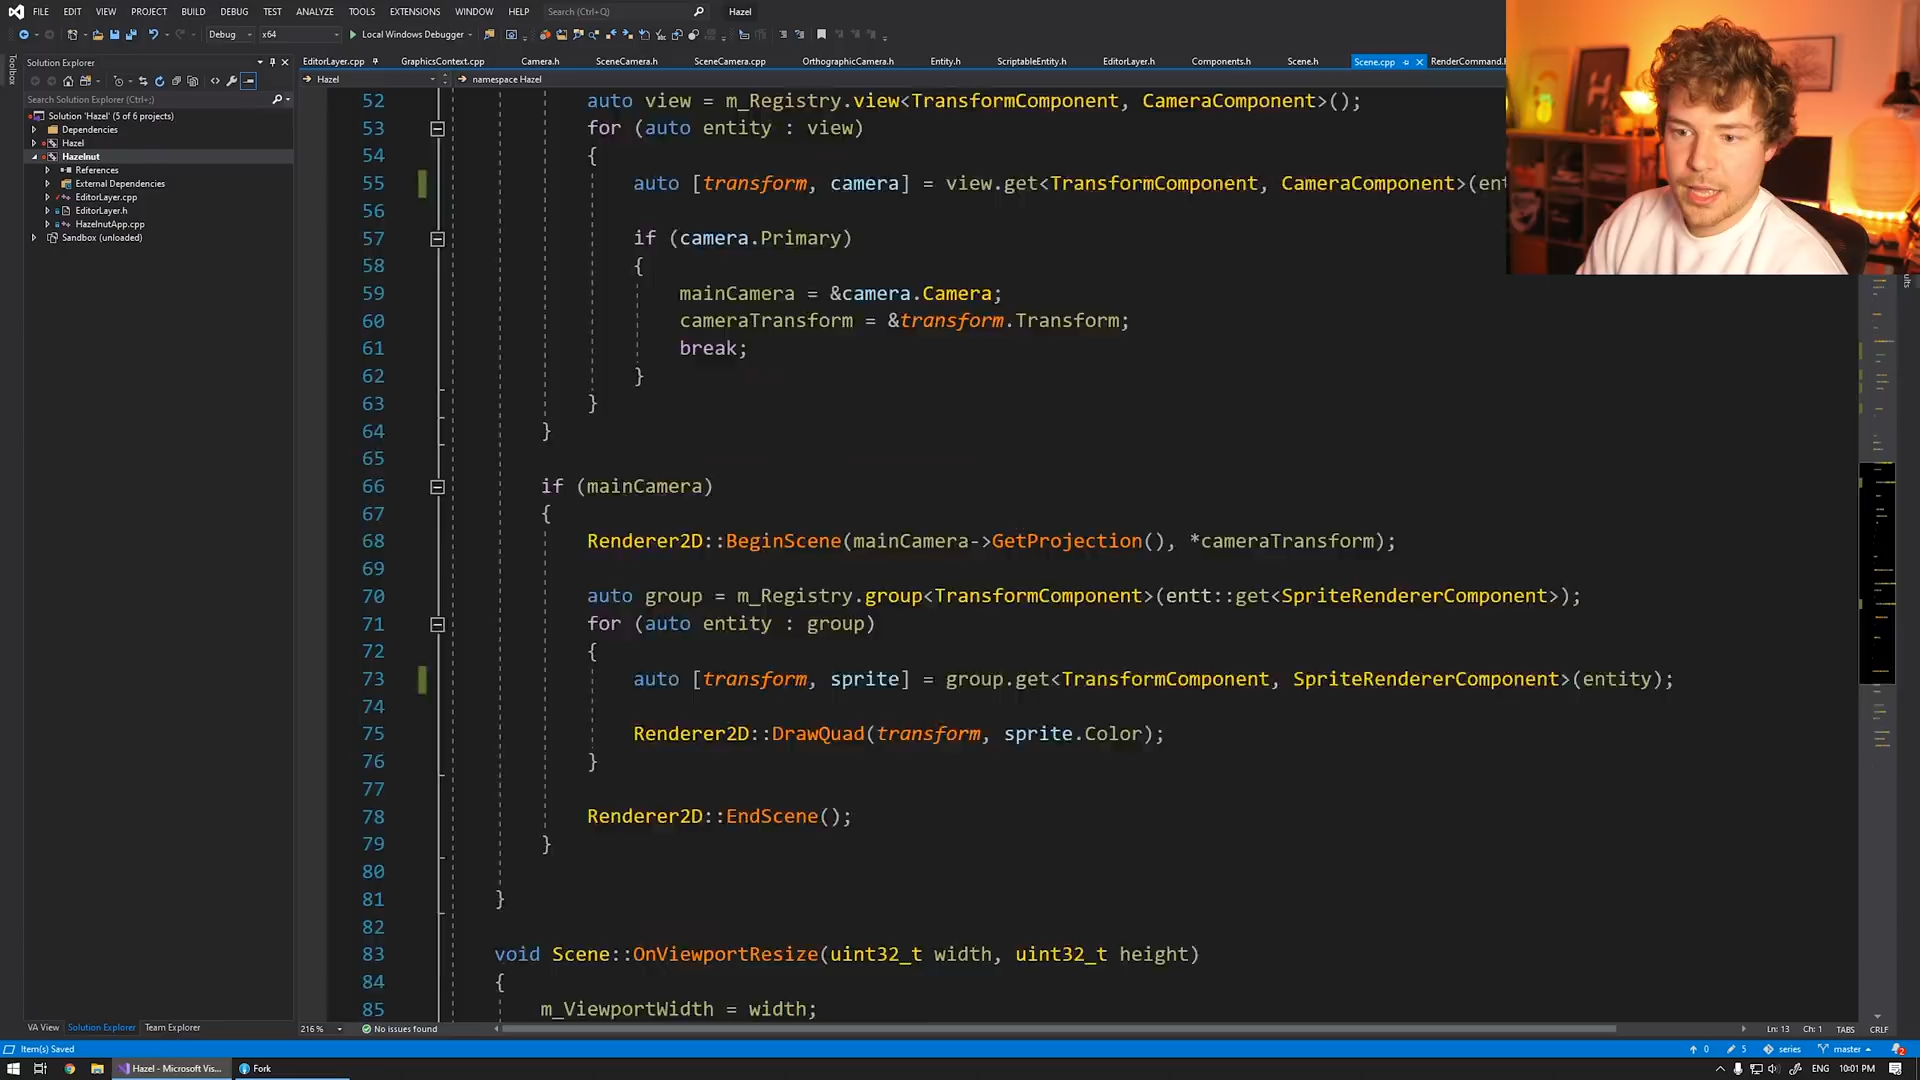 FILE EDIT VIEW PROJECT BUILD DEBUG TEST ANALYZE TOOLS EXTENSIONS WINDOW HELP Search (Ctrl+Q) Hazel
Debug x64 Local Windows Debugger
Toolbox
Solution Explorer
Search Solution Explorer (Ctrl+;)
Solution 'Hazel' (5 of 6 projects)
Dependencies
Hazel
Hazelnut
References
External Dependencies
EditorLayer.cpp
EditorLayer.h
HazelnutApp.cpp
Sandbox (unloaded)
VA View Solution Explorer Team Explorer
EditorLayer.cpp GraphicsContext.cpp Camera.h SceneCamera.h SceneCamera.cpp OrthographicCamera.h Entity.h ScriptableEntity.h EditorLayer.h Components.h Scene.h Scene.cpp RenderCommand.h
Hazel namespace Hazel
52 auto view = m_Registry.view<TransformComponent, CameraComponent>();
53 for (auto entity : view)
54 {
55 auto [transform, camera] = view.get<TransformComponent, CameraComponent>(ent
56
57 if (camera.Primary)
58 {
59 mainCamera = &camera.Camera;
60 cameraTransform = &transform.Transform;
61 break;
62 }
63 }
64 }
65
66 if (mainCamera)
67 {
68 Renderer2D::BeginScene(mainCamera->GetProjection(), *cameraTransform);
69
70 auto group = m_Registry.group<TransformComponent>(entt::get<SpriteRendererComponent>);
71 for (auto entity : group)
72 {
73 auto [transform, sprite] = group.get<TransformComponent, SpriteRendererComponent>(entity);
74
75 Renderer2D::DrawQuad(transform, sprite.Color);
76 }
77
78 Renderer2D::EndScene();
79 }
80
81 }
82
83 void Scene::OnViewportResize(uint32_t width, uint32_t height)
84 {
85 m_ViewportWidth = width;
216 % No issues found Ln: 13 Ch: 1 TABS CRLF
Item(s) Saved 0 5 series master 2
Hazel - Microsoft Vis... Fork ENG 10:01 PM